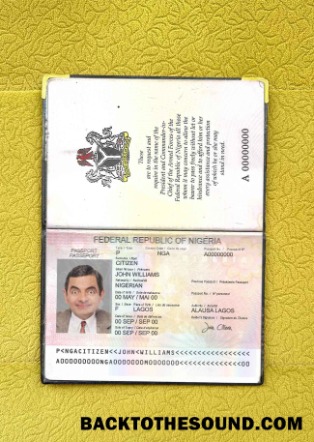 These
are to request and
require in the name of the
President and Commander-in-
Chief of the Armed Forces of the
Federal Republic of Nigeria all those
whom it may concern to allow the
bearer to pass freely without let or
hindrance and to afford him or her
every assistance and protection
of which he or she may
stand in need.
A 00000000
FEDERAL REPUBLIC OF NIGERIA
PASSPORT
PASSEPORT
P NGA A00000000
CITIZEN
JOHN WILLIAMS
NIGERIAN
00 MAY / MAI 00
F LAGOS
00 SEP / SEP 00
ALAUSA LAGOS
00 SEP / SEP 00
P<NGACITIZEN<<JOHN<WILLIAMS<<<<<<<<<<<<<<<<<
BACKTOTHESOUND.COM